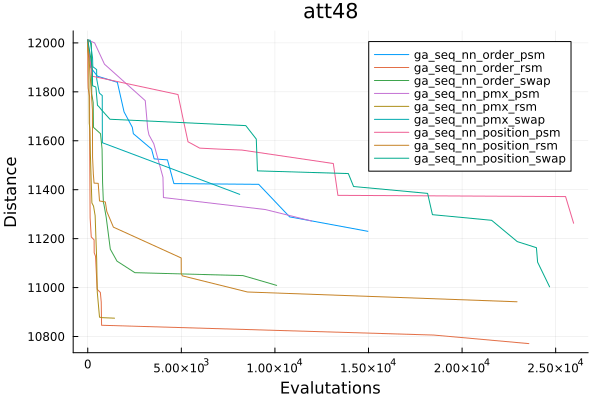 att48
12000
11800
11600
11400
11200
11000
10800
Distance
ga_seq_nn_order_psm
ga_seq_nn_order_rsm
ga_seq_nn_order_swap
ga_seq_nn_pmx_psm
ga_seq_nn_pmx_rsm
ga_seq_nn_pmx_swap
ga_seq_nn_position_psm
ga_seq_nn_position_rsm
ga_seq_nn_position_swap
0 5.00×10³ 1.00×10⁴ 1.50×10⁴ 2.00×10⁴ 2.50×10⁴
Evalutations